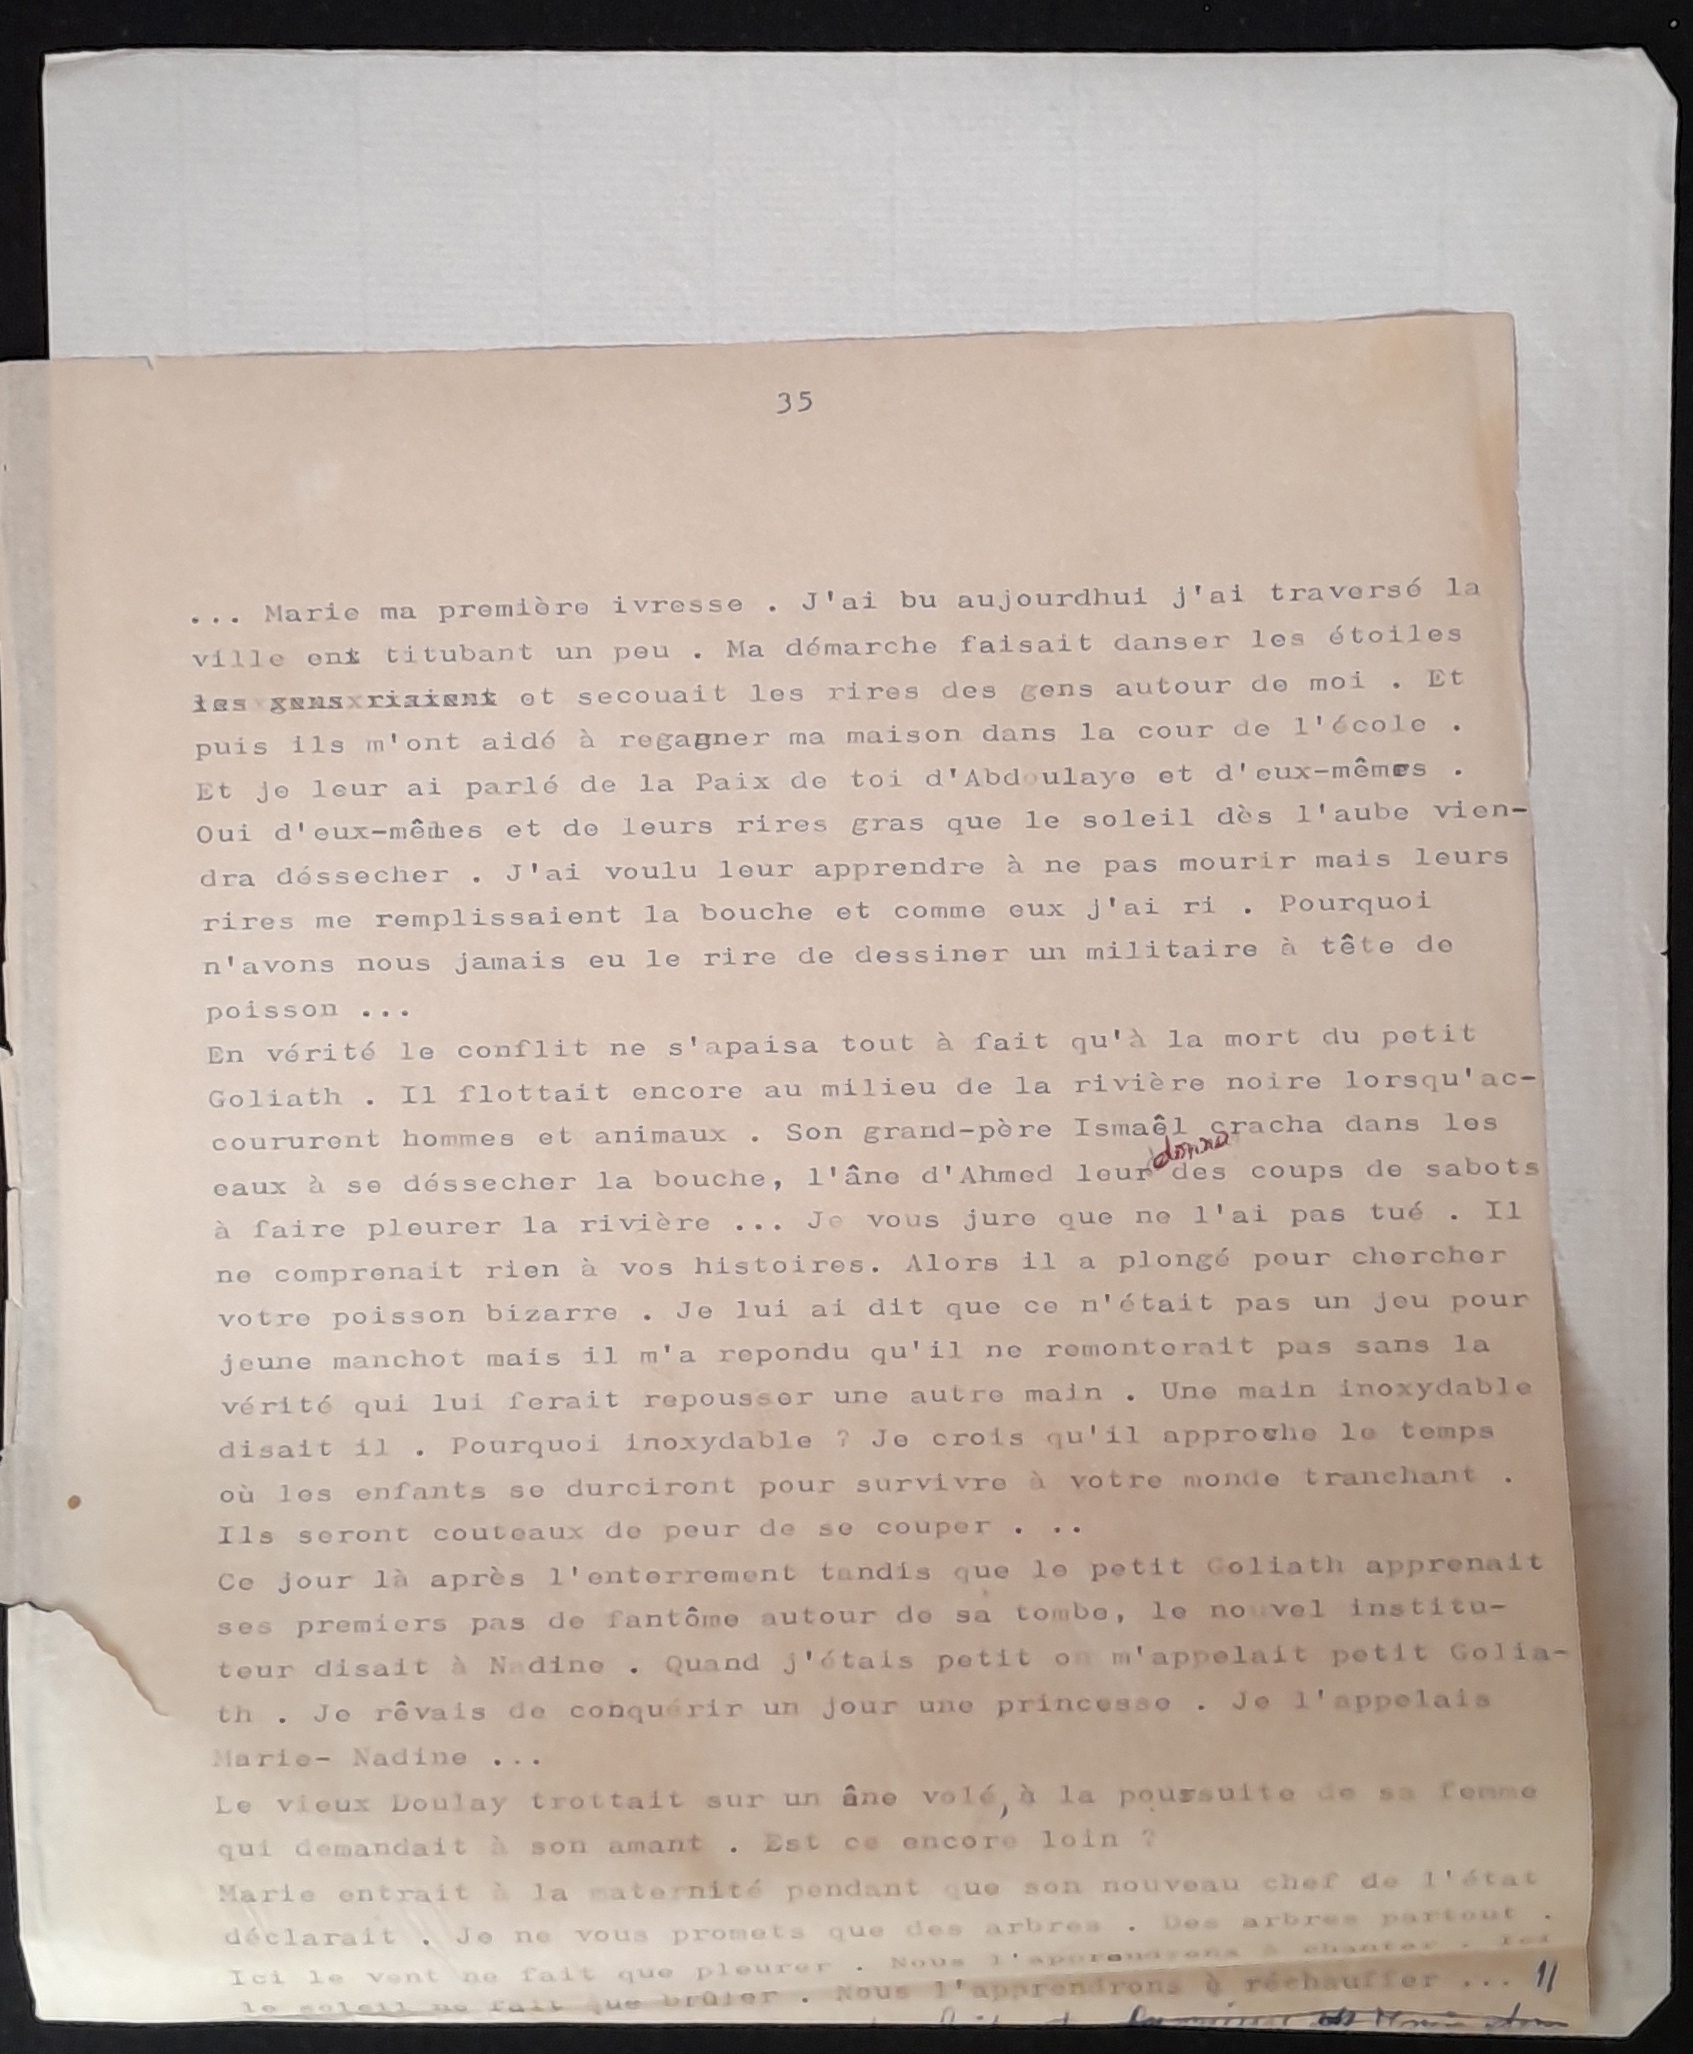 35
... Marie ma première ivresse . J'ai bu aujourdhui j'ai traversé la
ville en titubant un peu . Ma démarche faisait danser les étoiles
les gens riaient et secouait les rires des gens autour de moi . Et
puis ils m'ont aidé à regagner ma maison dans la cour de l'école .
Et je leur ai parlé de la Paix de toi d'Abdoulaye et d'eux-mêmes .
Oui d'eux-mêmes et de leurs rires gras que le soleil dès l'aube vien-
dra déssecher . J'ai voulu leur apprendre à ne pas mourir mais leurs
rires me remplissaient la bouche et comme eux j'ai ri . Pourquoi
n'avons nous jamais eu le rire de dessiner un militaire à tête de
poisson ...
En vérité le conflit ne s'apaisa tout à fait qu'à la mort du petit
Goliath . Il flottait encore au milieu de la rivière noire lorsqu'ac-
coururent hommes et animaux . Son grand-père Ismaêl cracha dans les
eaux à se déssecher la bouche, l'âne d'Ahmed leur donna des coups de sabots
à faire pleurer la rivière ... Je vous jure que ne l'ai pas tué . Il
ne comprenait rien à vos histoires. Alors il a plongé pour chercher
votre poisson bizarre . Je lui ai dit que ce n'était pas un jeu pour
jeune manchot mais il m'a repondu qu'il ne remonterait pas sans la
vérité qui lui ferait repousser une autre main . Une main inoxydable
disait il . Pourquoi inoxydable ? Je crois qu'il approche le temps
où les enfants se durciront pour survivre à votre monde tranchant .
Ils seront couteaux de peur de se couper . ..
Ce jour là après l'enterrement tandis que le petit Goliath apprenait
ses premiers pas de fantôme autour de sa tombe, le nouvel institu-
teur disait à Nadine . Quand j'étais petit on m'appelait petit Golia-
th . Je rêvais de conquérir un jour une princesse . Je l'appelais
Marie- Nadine ...
Le vieux Doulay trottait sur un âne volé, à la poursuite de sa femme
qui demandait à son amant . Est ce encore loin ?
Marie entrait à la maternité pendant que son nouveau chef de l'état
déclarait . Je ne vous promets que des arbres . Des arbres partout .
Ici le vent ne fait que pleurer . Nous l'apprendrons à chanter . Ici
le soleil ne fait que brûler . Nous l'apprendrons à réchauffer ... 11